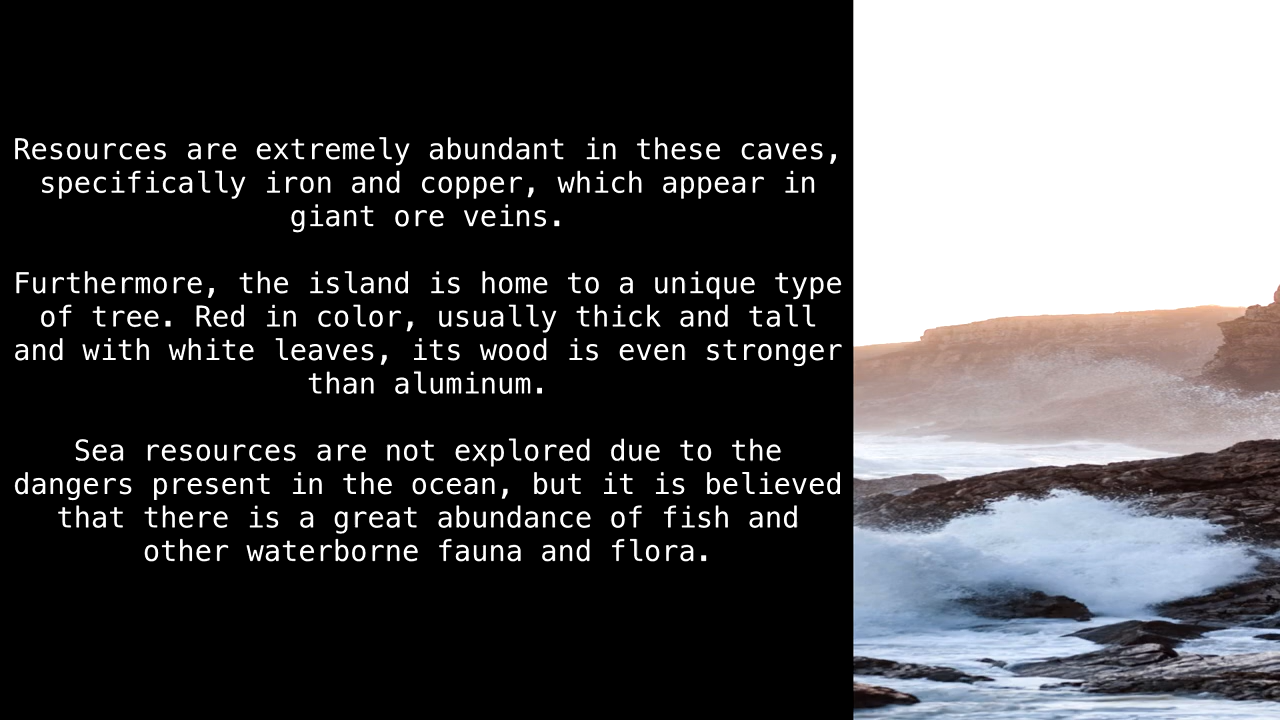 Resources are extremely abundant in these caves,
specifically iron and copper, which appear in
giant ore veins.
Furthermore, the island is home to a unique type
of tree. Red in color, usually thick and tall
and with white leaves, its wood is even stronger
than aluminum.
Sea resources are not explored due to the
dangers present in the ocean, but it is believed
that there is a great abundance of fish and
other waterborne fauna and flora.